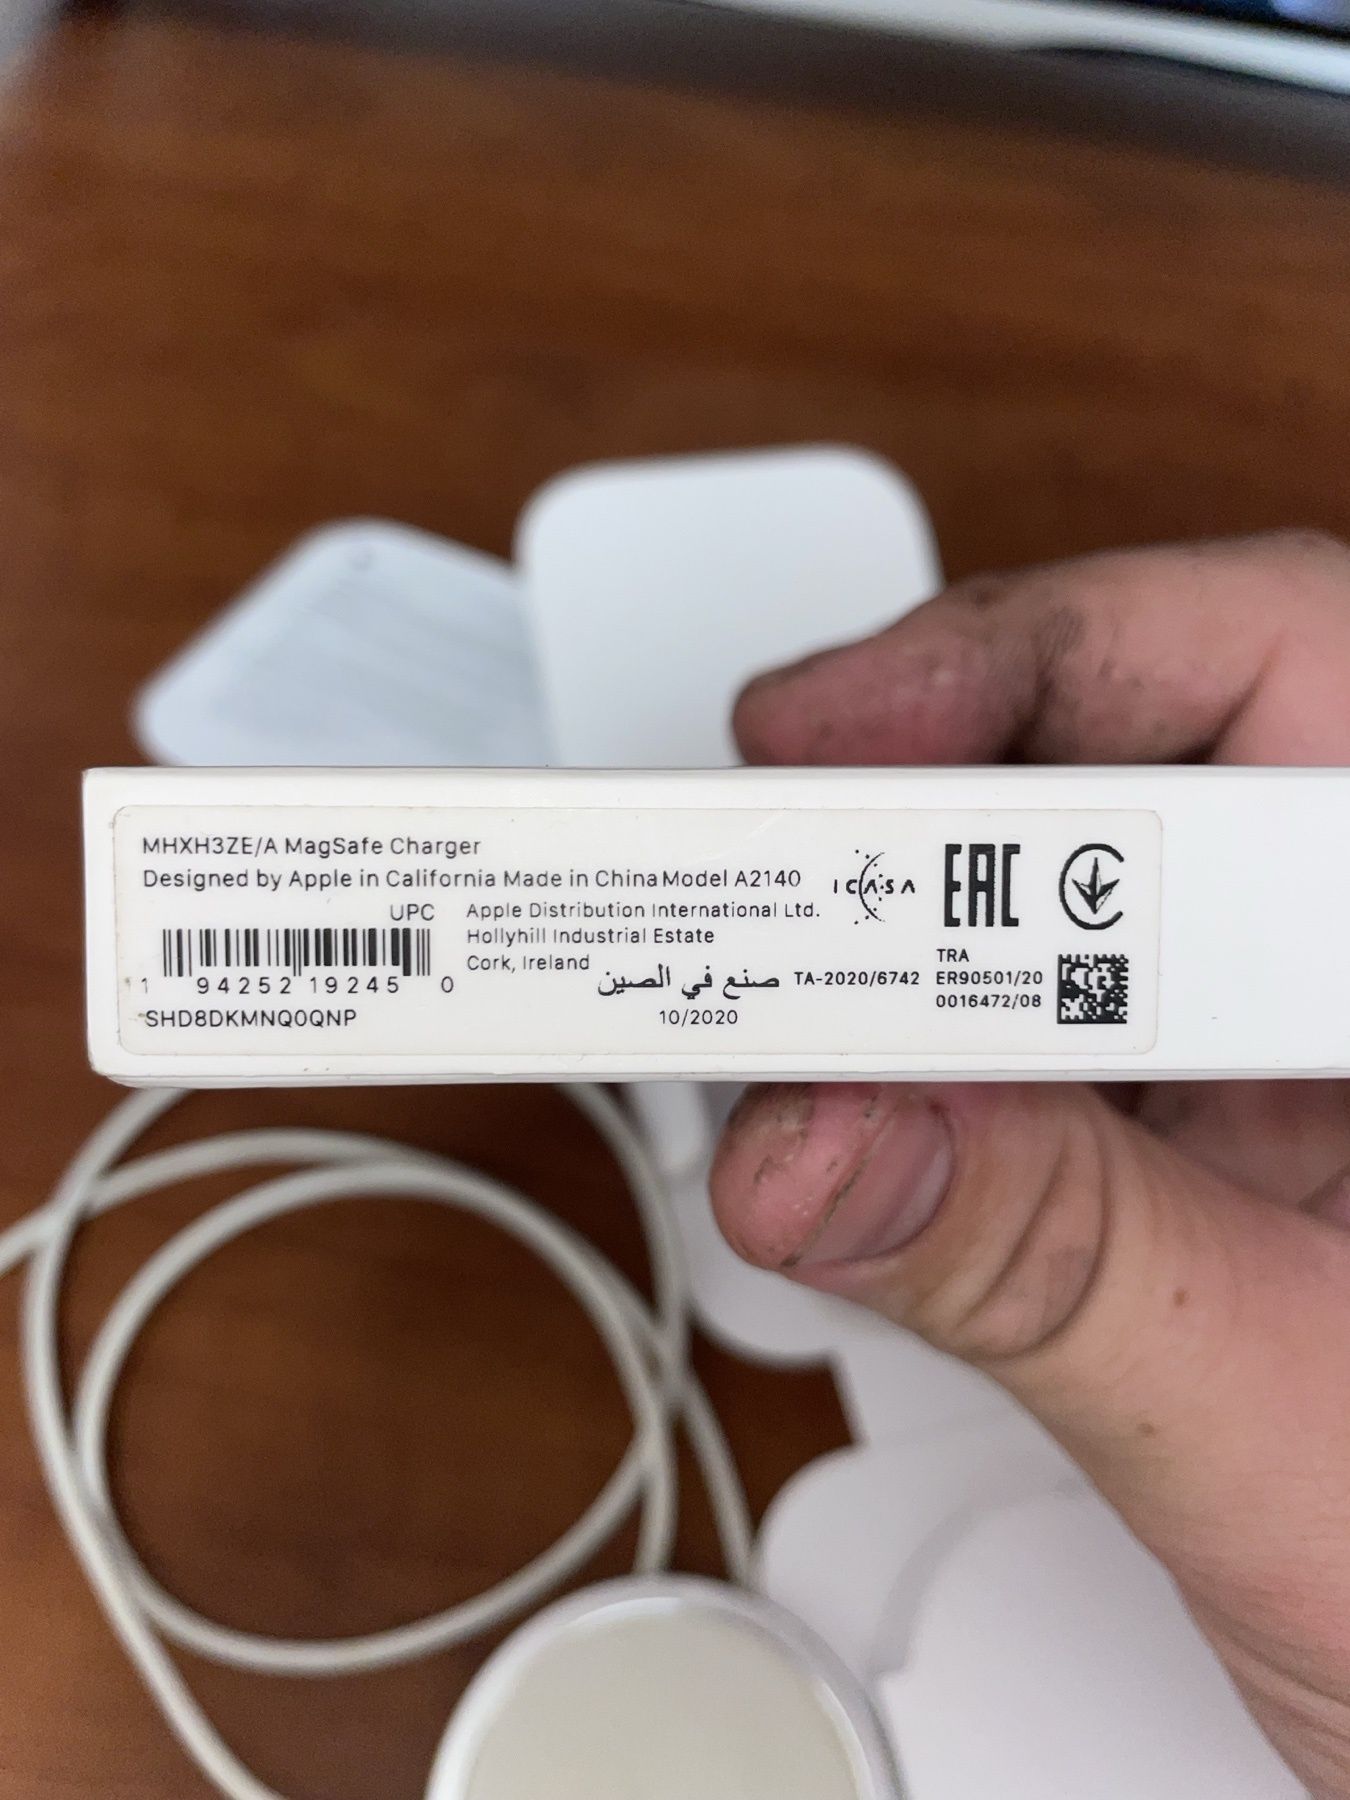 MHXH3ZE/A MagSafe Charger
Designed by Apple in California Made in China Model A2140
UPC
1 94252 19245 0
SHD8DKMNQ0QNP
Apple Distribution International Ltd.
Hollyhill Industrial Estate
Cork, Ireland
صنع في الصين
10/2020
ICASA
TA-2020/6742
EAC
TRA
ER90501/20
0016472/08